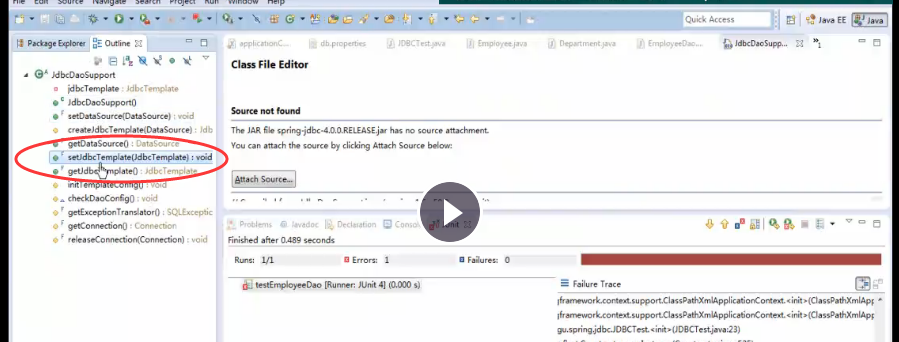 File Edit Source Navigate Search Project Run Window Help
Quick Access
Java EE
Java
Package Explorer
Outline
JdbcDaoSupport
jdbcTemplate : JdbcTemplate
JdbcDaoSupport()
setDataSource(DataSource) : void
createJdbcTemplate(DataSource) : Jdb
getDataSource() : DataSource
setJdbcTemplate(JdbcTemplate) : void
getJdbcTemplate() : JdbcTemplate
initTemplateConfig() : void
checkDaoConfig() : void
getExceptionTranslator() : SQLExceptic
getConnection() : Connection
releaseConnection(Connection) : void
applicationC...
db.properties
JDBCTest.java
Employee.java
Department.java
EmployeeDao....
JdbcDaoSupp...
»1
Class File Editor
Source not found
The JAR file spring-jdbc-4.0.0.RELEASE.jar has no source attachment.
You can attach the source by clicking Attach Source below:
Attach Source...
Problems
Javadoc
Declaration
Consol
Finished after 0.489 seconds
Runs: 1/1
Errors: 1
Failures: 0
testEmployeeDao [Runner: JUnit 4] (0.000 s)
Failure Trace
gframework.context.support.ClassPathXmlApplicationContext.<init>(ClassPathXmlApp
gframework.context.support.ClassPathXmlApplicationContext.<init>(ClassPathXmlApp
gu.spring.jdbc.JDBCTest.<init>(JDBCTest.java:23)